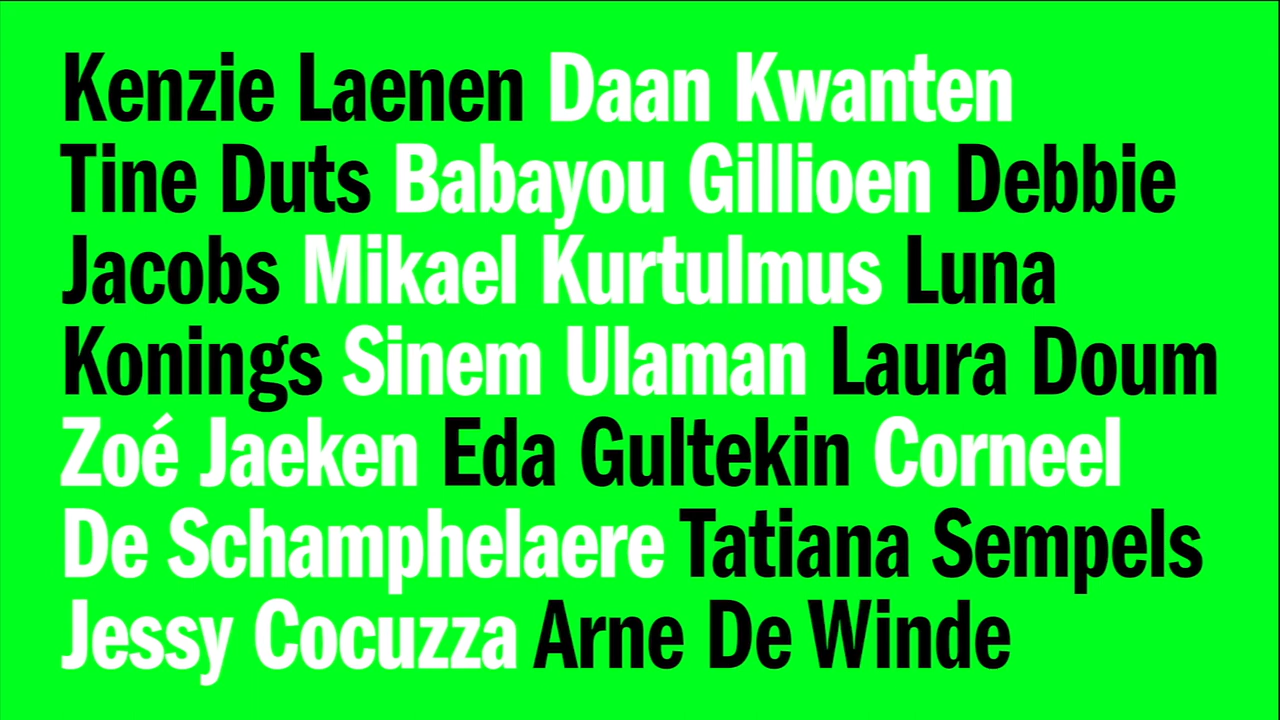 Kenzie Laenen Daan Kwanten
Tine Duts Babayou Gillioen Debbie
Jacobs Mikael Kurtulmus Luna
Konings Sinem Ulaman Laura Doum
Zoé Jaeken Eda Gultekin Corneel
De Schamphelaere Tatiana Sempels
Jessy Cocuzza Arne De Winde